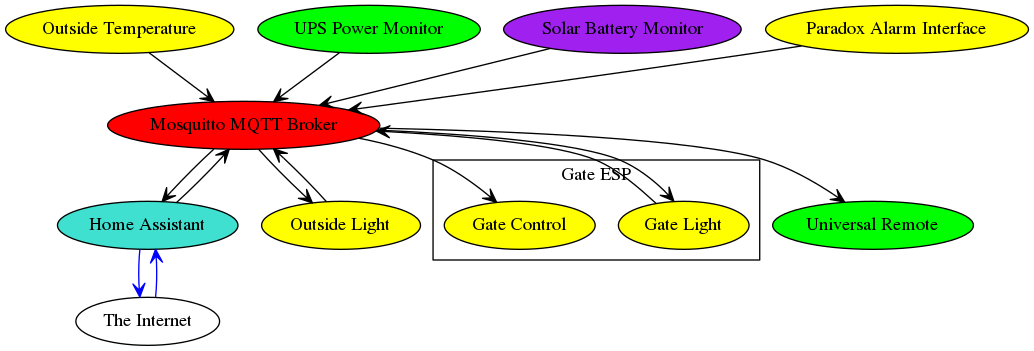 Outside Temperature
UPS Power Monitor
Solar Battery Monitor
Paradox Alarm Interface
Mosquitto MQTT Broker
Gate ESP
Home Assistant
Outside Light
Gate Control
Gate Light
Universal Remote
The Internet